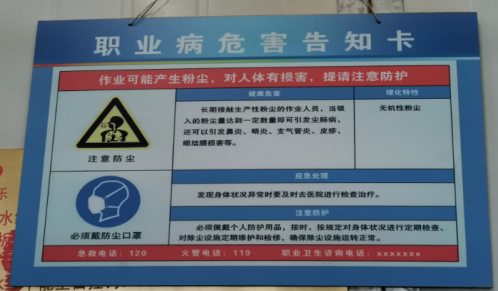 职业病危害告知卡
作业可能产生粉尘，对人体有损害，提请注意防护
健康危害
理化特性
长期接触生产性粉尘的作业人员，当吸
入的粉尘量达到一定数量即可引发尘肺病，
还可以引发鼻炎、咽炎、支气管炎、皮疹、
眼结膜损害等。
无机性粉尘
注意防尘
应急处理
发现身体状况异常时要及时去医院进行检查治疗。
注意防护
必须佩戴个人防护用品，按时、按规定对身体状况进行定期检查，
对除尘设施定期维护和检修，确保除尘设施运转正常。
必须戴防尘口罩
急救电话：120
火警电话：119
职业卫生咨询电话：xxxxxxx
乐
水